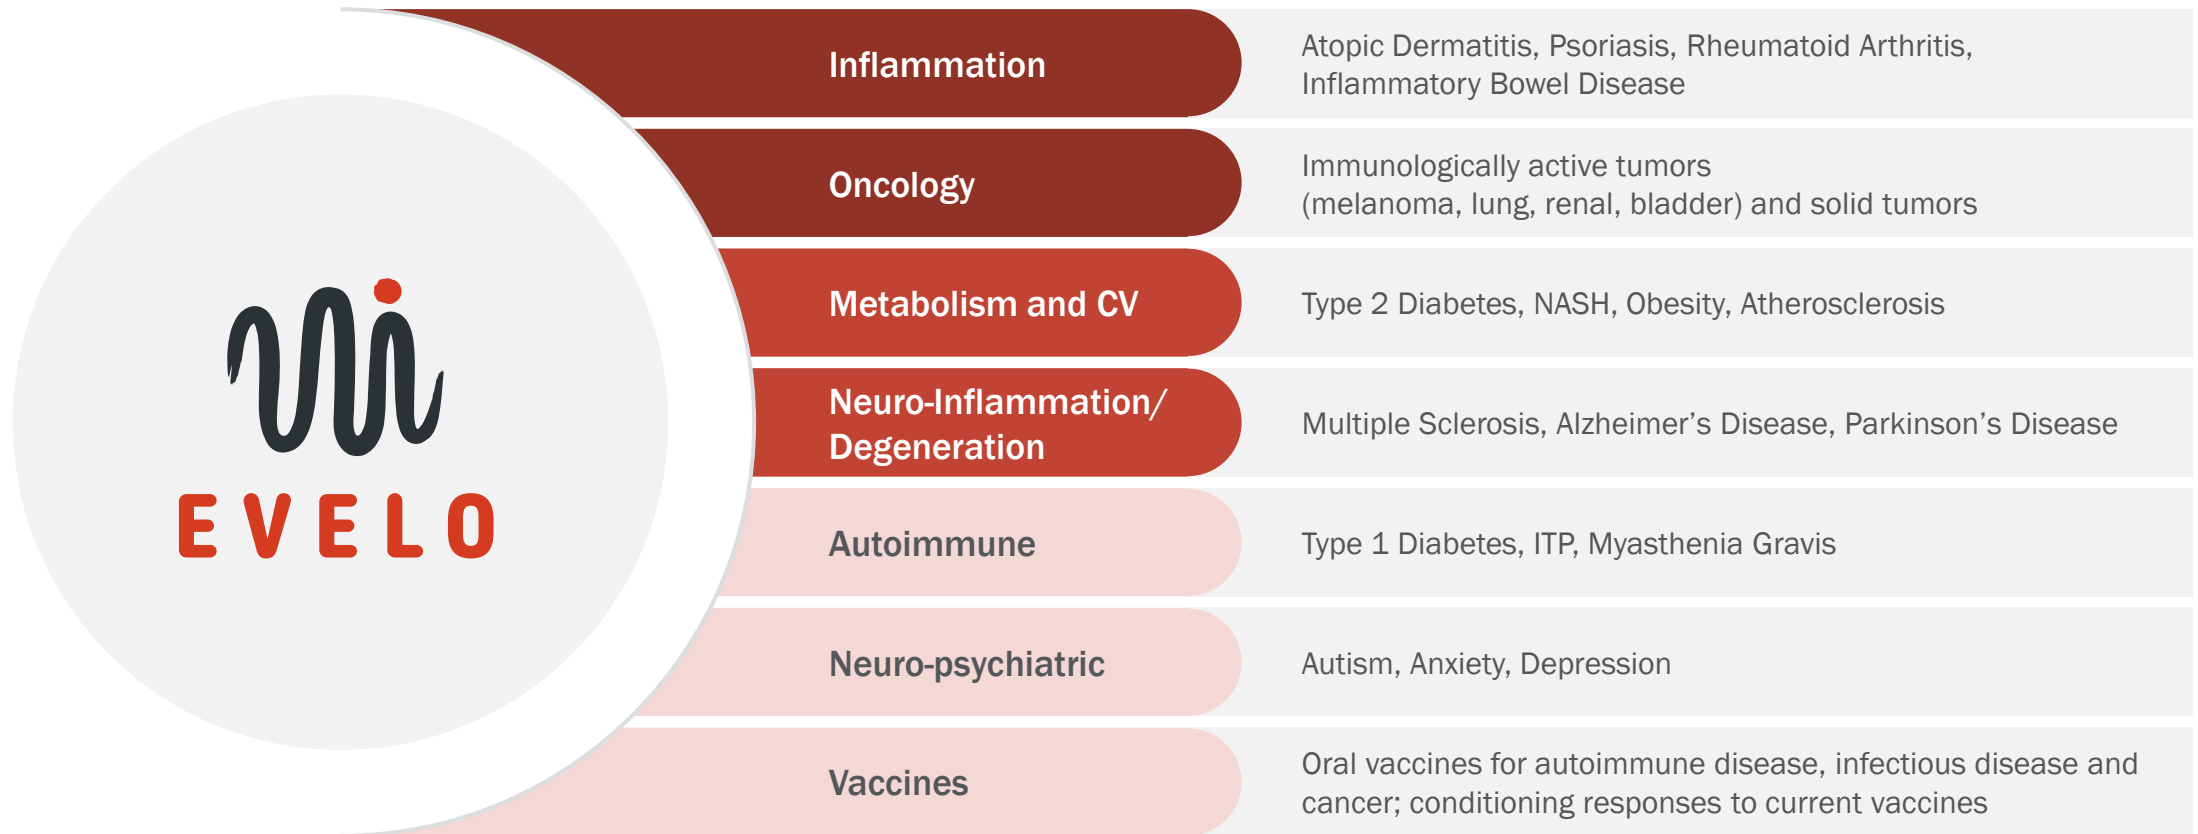 EVELO
Inflammation
Atopic Dermatitis, Psoriasis, Rheumatoid Arthritis,
Inflammatory Bowel Disease
Oncology
Immunologically active tumors
(melanoma, lung, renal, bladder) and solid tumors
Metabolism and CV
Type 2 Diabetes, NASH, Obesity, Atherosclerosis
Neuro-Inflammation/
Degeneration
Multiple Sclerosis, Alzheimer’s Disease, Parkinson’s Disease
Autoimmune
Type 1 Diabetes, ITP, Myasthenia Gravis
Neuro-psychiatric
Autism, Anxiety, Depression
Vaccines
Oral vaccines for autoimmune disease, infectious disease and
cancer; conditioning responses to current vaccines